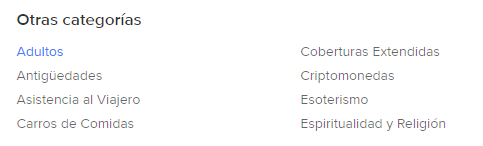 Otras categorías
Adultos
Antigüedades
Asistencia al Viajero
Carros de Comidas
Coberturas Extendidas
Criptomonedas
Esoterismo
Espiritualidad y Religión